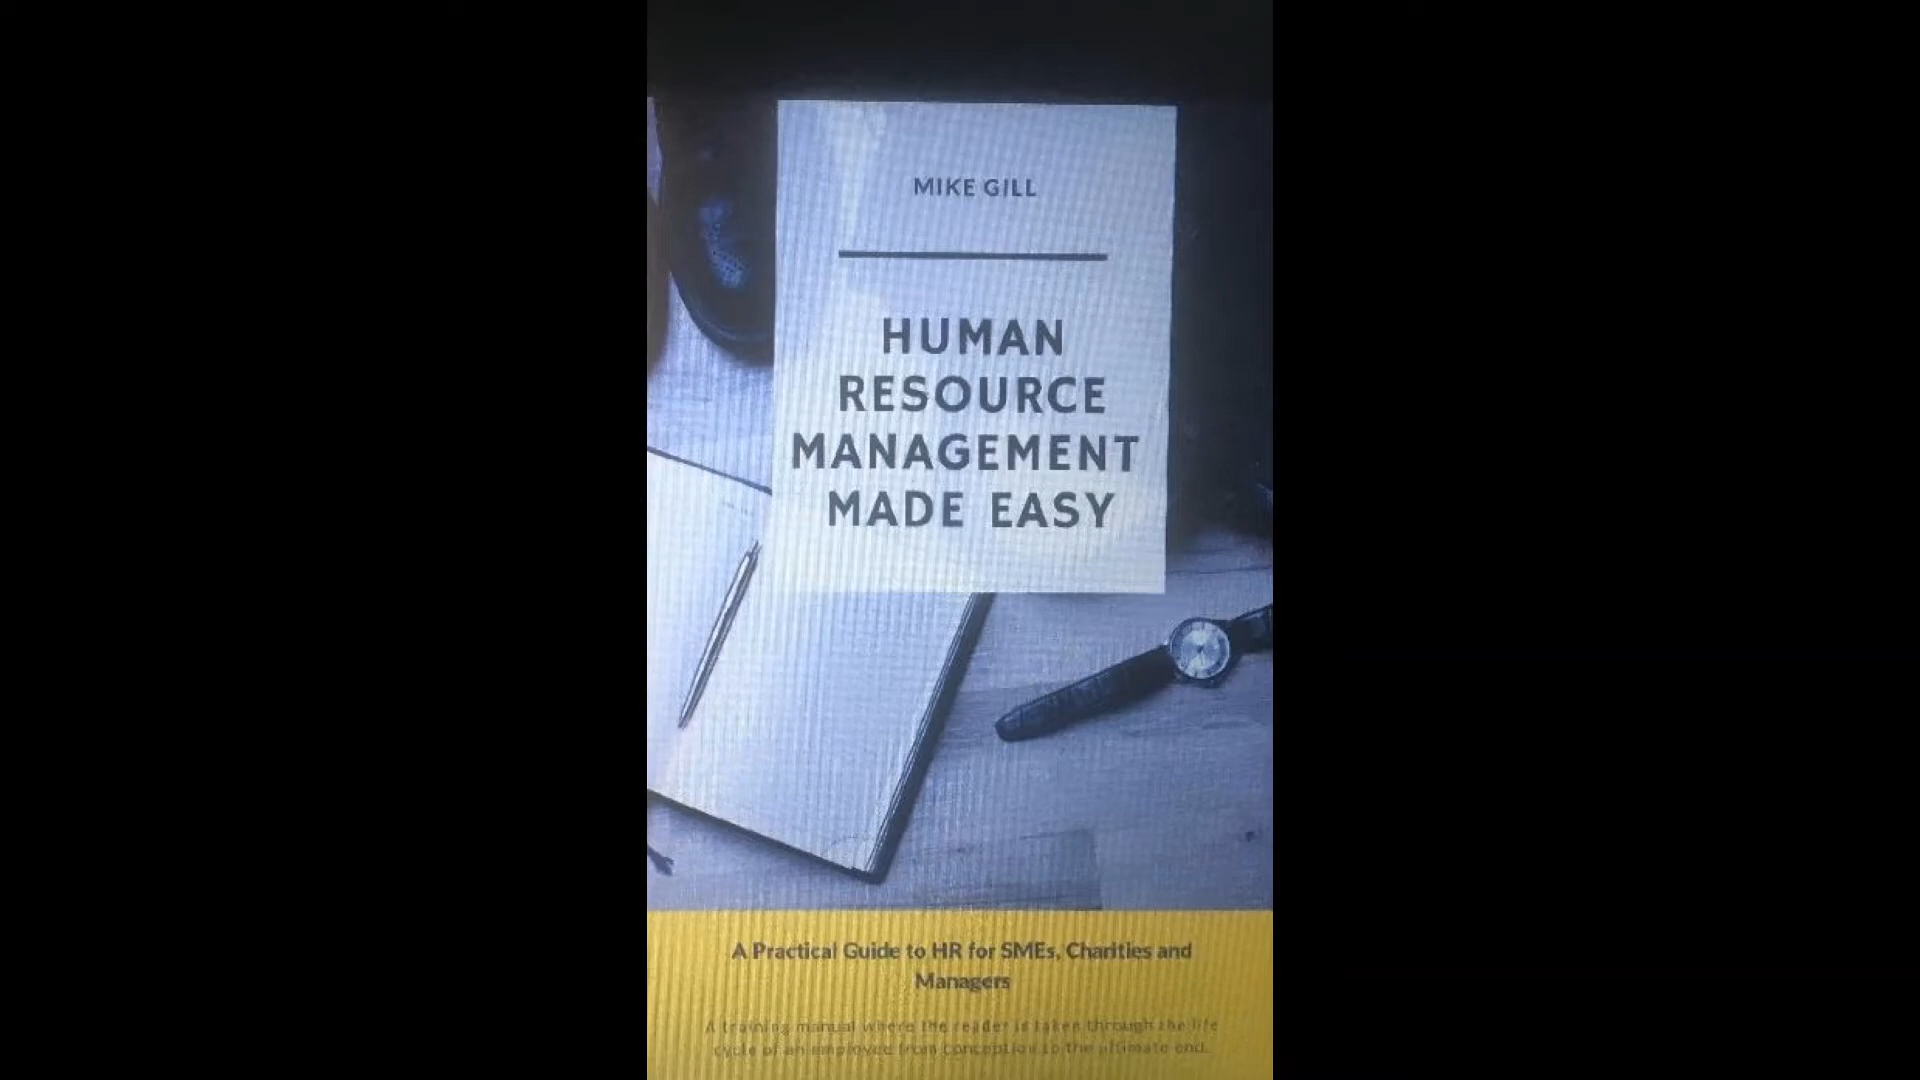 MIKE GILL
HUMAN
RESOURCE
MANAGEMENT
MADE EASY
A Practical Guide to HR for SMEs, Charities and
Managers
A training manual where the reader is taken through the life
cycle of an employee from conception to the ultimate end.